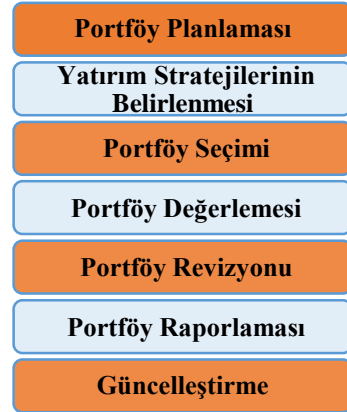 Portföy Planlaması
Yatırım Stratejilerinin
Belirlenmesi
Portföy Seçimi
Portföy Değerlemesi
Portföy Revizyonu
Portföy Raporlaması
Güncelleştirme